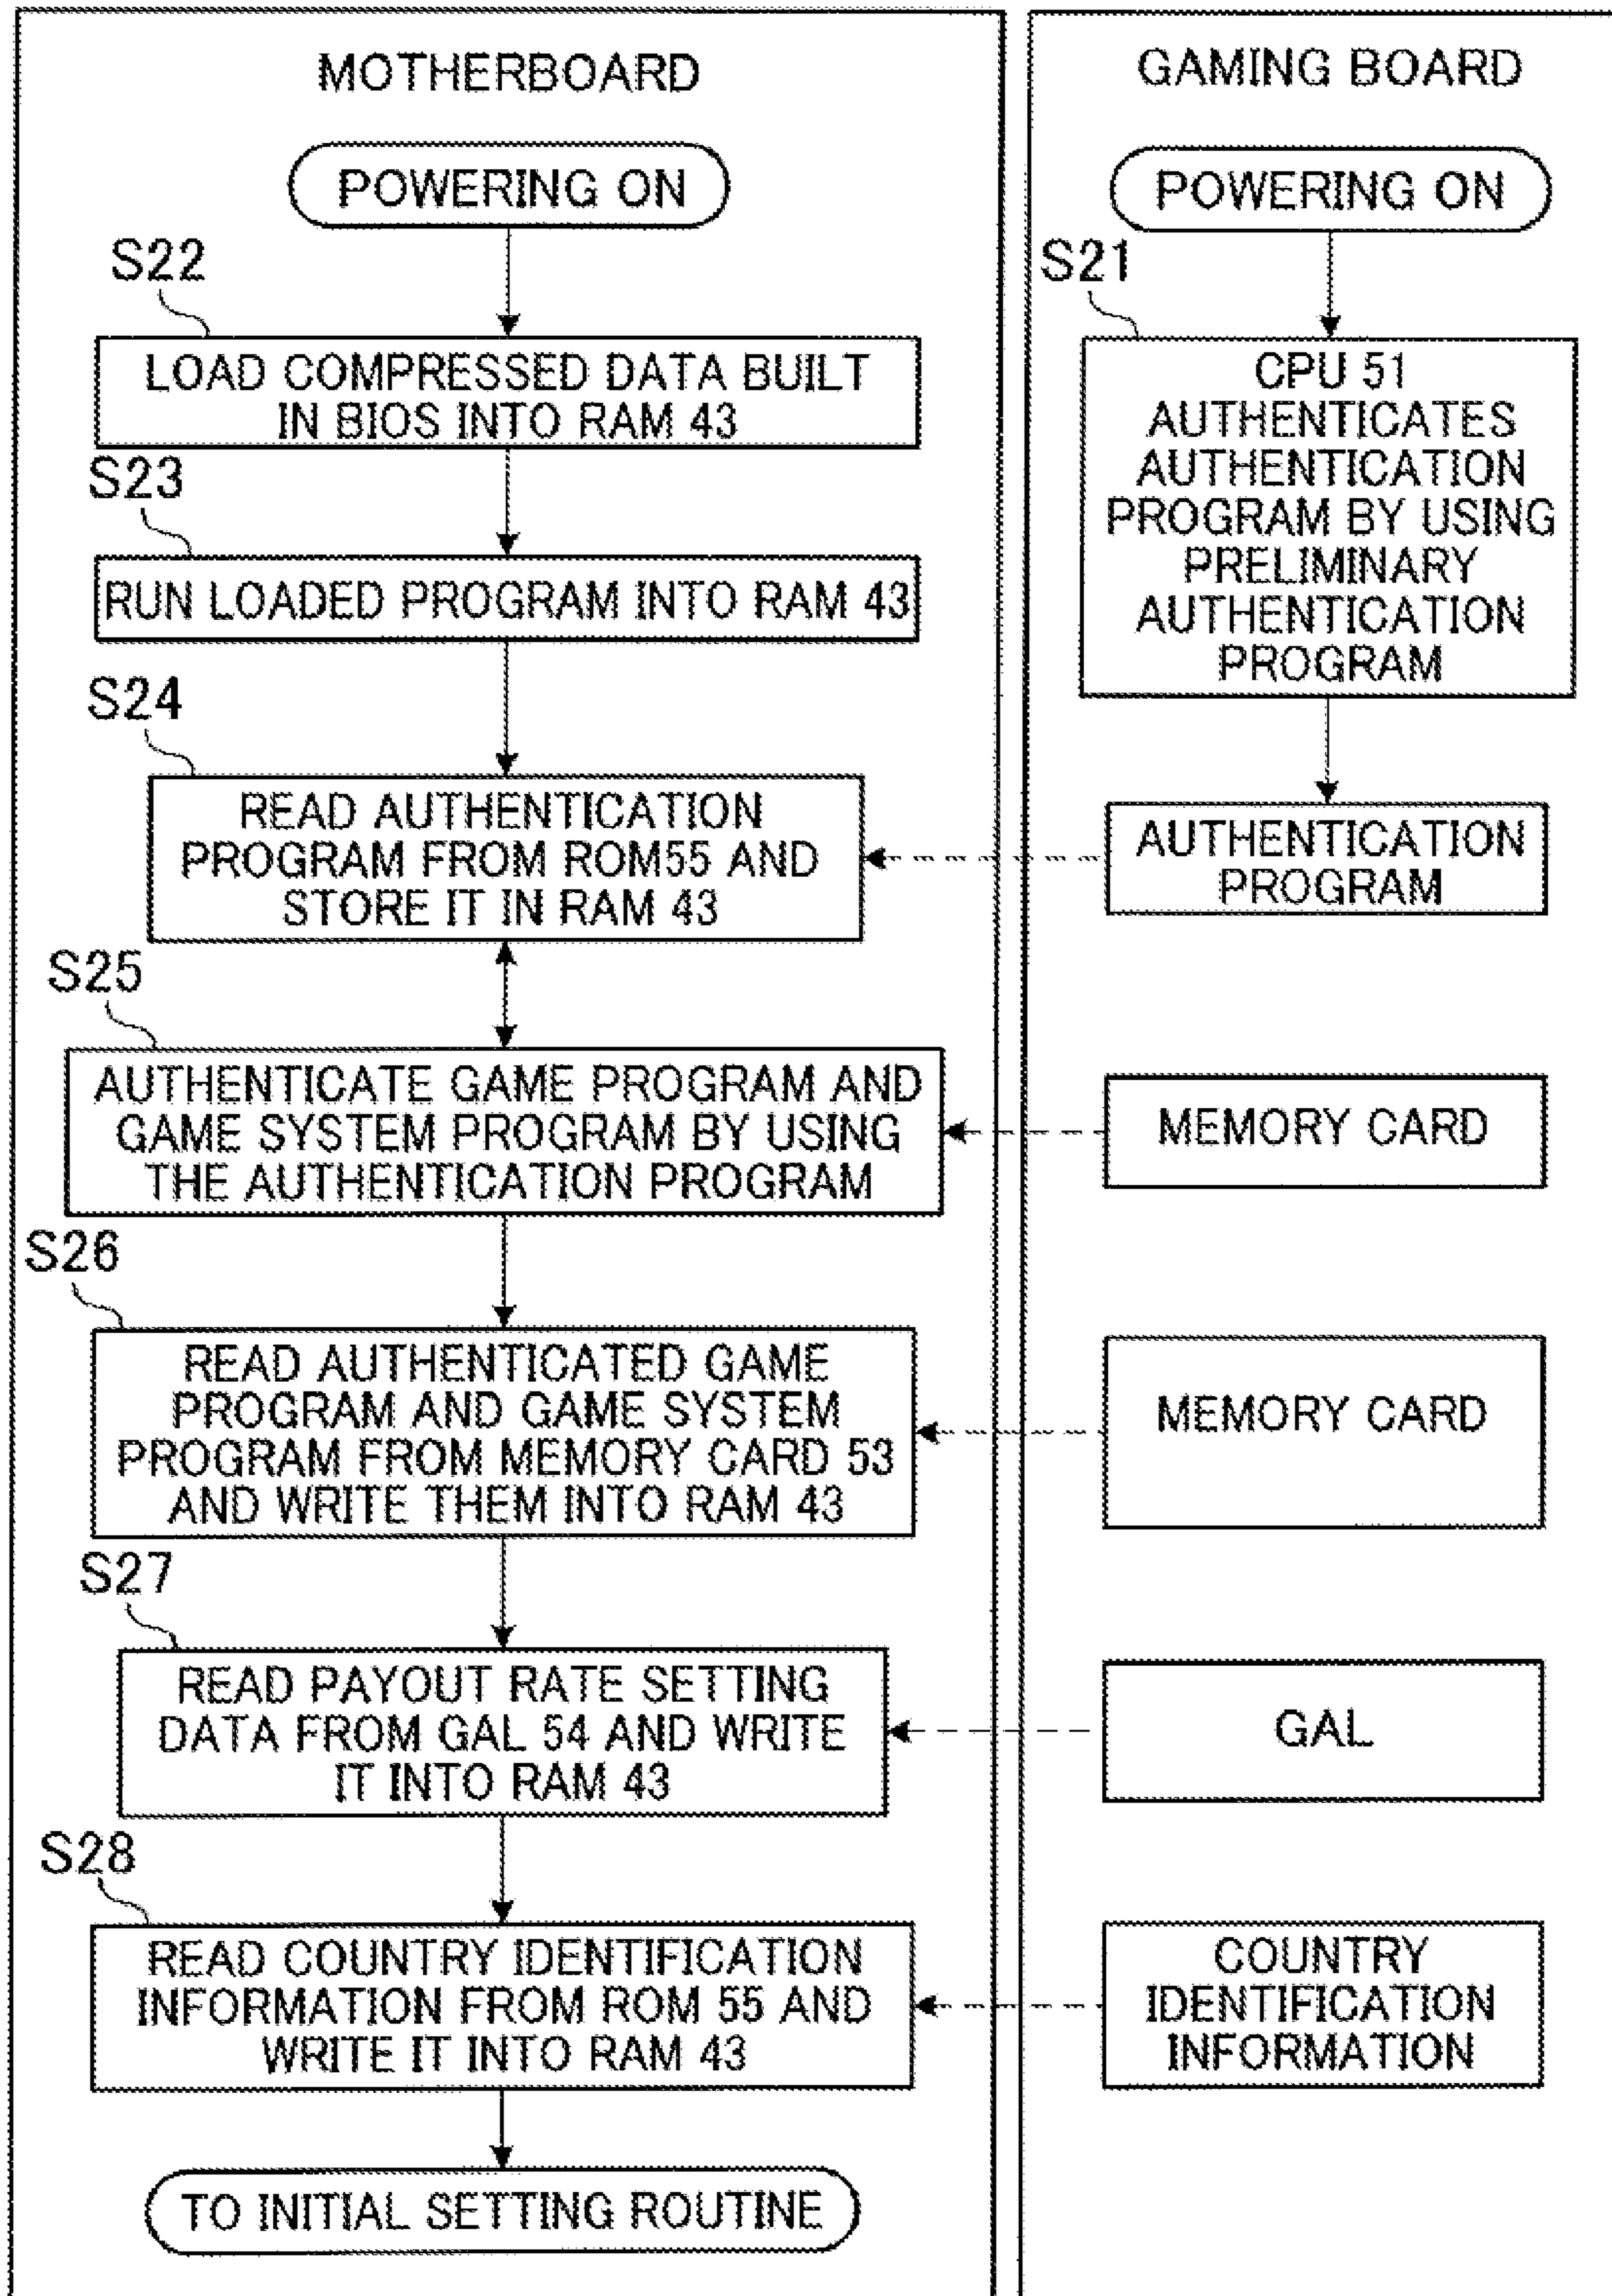 MOTHERBOARD
POWERING ON
S22
LOAD COMPRESSED DATA BUILT
IN BIOS INTO RAM 43
S23
RUN LOADED PROGRAM INTO RAM 43
S24
READ AUTHENTICATION
PROGRAM FROM ROM55 AND
STORE IT IN RAM 43
S25
AUTHENTICATE GAME PROGRAM AND
GAME SYSTEM PROGRAM BY USING
THE AUTHENTICATION PROGRAM
S26
READ AUTHENTICATED GAME
PROGRAM AND GAME SYSTEM
PROGRAM FROM MEMORY CARD 53
AND WRITE THEM INTO RAM 43
S27
READ PAYOUT RATE SETTING
DATA FROM GAL 54 AND WRITE
IT INTO RAM 43
S28
READ COUNTRY IDENTIFICATION
INFORMATION FROM ROM 55 AND
WRITE IT INTO RAM 43
TO INITIAL SETTING ROUTINE
GAMING BOARD
POWERING ON
S21
CPU 51
AUTHENTICATES
AUTHENTICATION
PROGRAM BY USING
PRELIMINARY
AUTHENTICATION
PROGRAM
AUTHENTICATION
PROGRAM
MEMORY CARD
MEMORY CARD
GAL
COUNTRY
IDENTIFICATION
INFORMATION